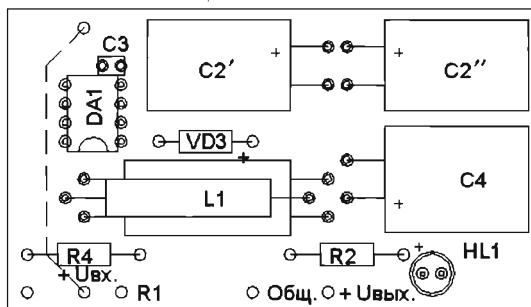 C3
C2′
+
+
C2″
DA1
VD3
+
L1
+
C4
R4
R2
+
HL1
+ Uвх.
R1
Общ.
+ Uвых.